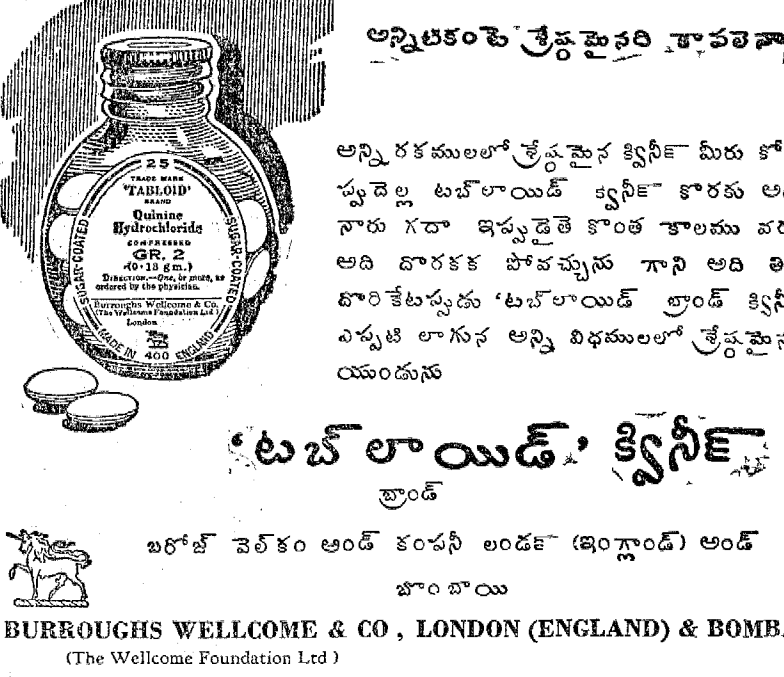 అన్నిటికంటె శ్రేష్ఠమైనది కావలెనా
25
TRADE MARK
'TABLOID'
BRAND
Quinine
Hydrochloride
COMPRESSED
GR. 2
(0·13 gm.)
DIRECTION.—One, or more, as
ordered by the physician.
Burroughs Wellcome & Co.
(The Wellcome Foundation Ltd)
London
SUGAR-COATED
SUGAR-COATED
MADE IN ENGLAND
400
అన్ని రకములలో శ్రేష్ఠమైన క్వినీన్ మీరు కో
ప్పుడెల్ల టబ్‌లాయిడ్ క్వనీన్ కొరకు అ
నారు గదా ఇప్పుడైతె కొంత కాలము వర
అది దొరకక పోవచ్చును గాని అది తి
దొరికేటప్పుడు 'టబ్‌లాయిడ్ బ్రాండ్ క్వినీ
ఎప్పటి లాగున అన్ని విధములలో శ్రేష్ఠమైన
యుండును
'టబ్‌లాయిడ్' క్వినీన్
బ్రాండ్
బరోజ్ వెల్‌కం అండ్ కంపనీ లండన్ (ఇంగ్లాండ్) అండ్
బొంబాయి
BURROUGHS WELLCOME & CO, LONDON (ENGLAND) & BOMB
(The Wellcome Foundation Ltd)